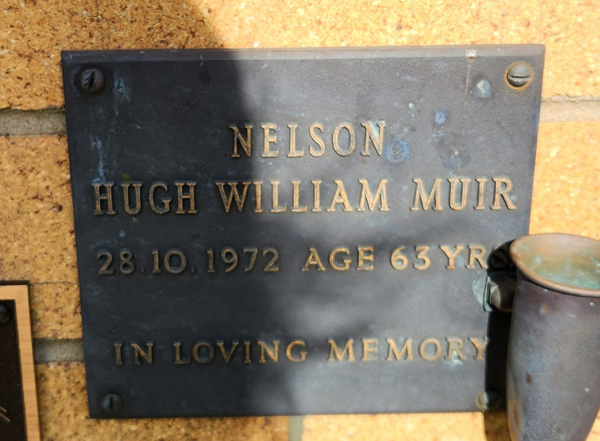 NELSON
HUGH WILLIAM MUIR
28.10.1972 AGE 63 YRS
IN LOVING MEMORY